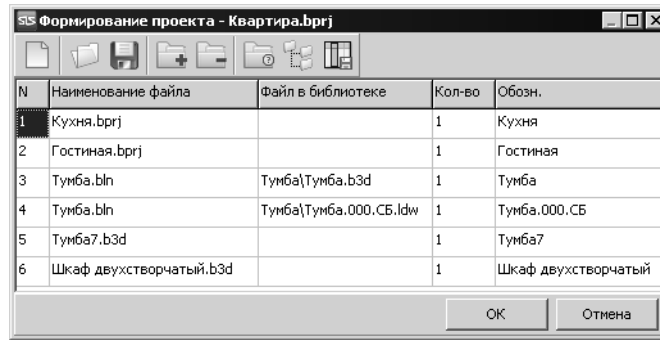 SLS Формирование проекта - Квартира.bprj
N Наименование файла Файл в библиотеке Кол-во Обозн.
1 Кухня.bprj 1 Кухня
2 Гостиная.bprj 1 Гостиная
3 Тумба.bln Тумба\Тумба.b3d 1 Тумба
4 Тумба.bln Тумба\Тумба.000.СБ.ldw 1 Тумба.000.СБ
5 Тумба7.b3d 1 Тумба7
6 Шкаф двухстворчатый.b3d 1 Шкаф двухстворчатый
OK Отмена